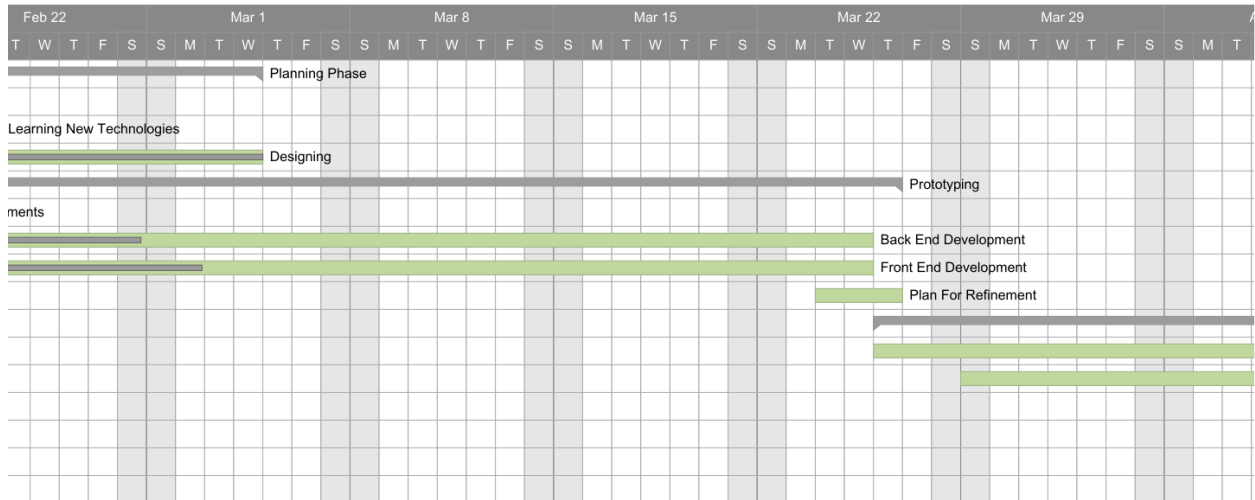 Feb 22 Mar 1 Mar 8 Mar 15 Mar 22 Mar 29
T W T F S S M T W T F S S M T W T F S S M T W T F S S M T W T F S S M T W T F S S M T
Planning Phase
Learning New Technologies
Designing
Prototyping
ments
Back End Development
Front End Development
Plan For Refinement